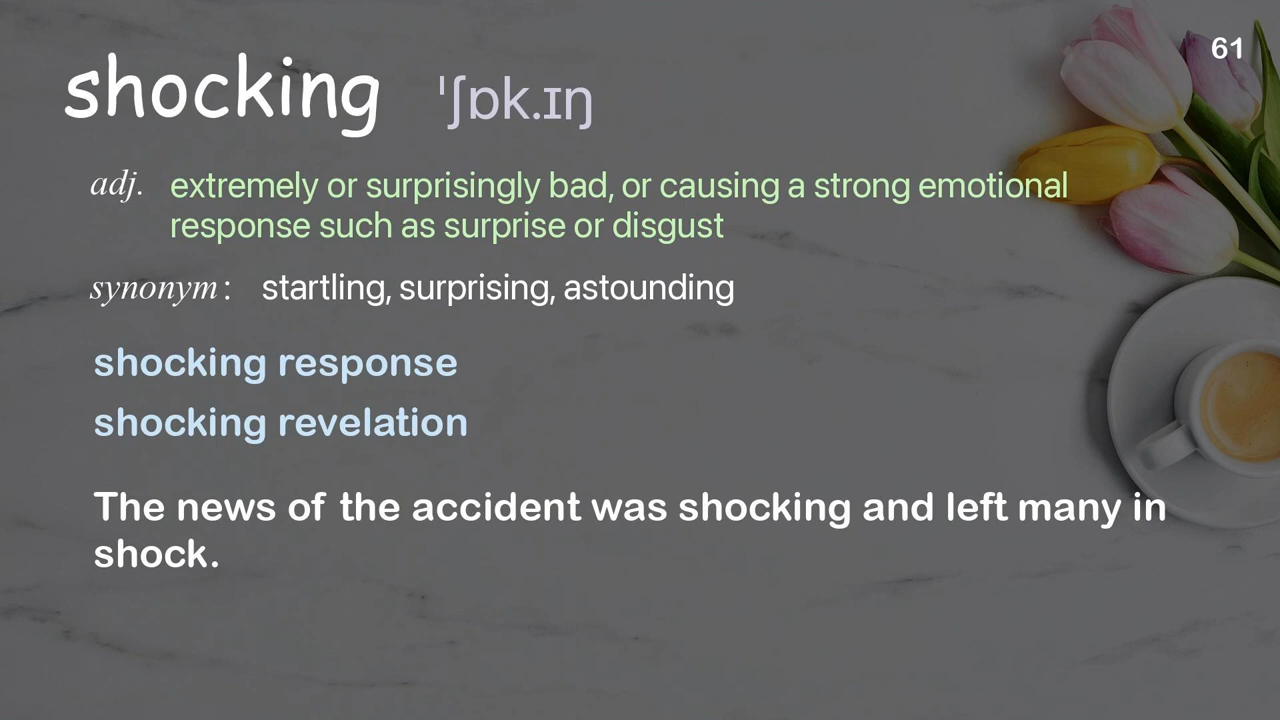 61
shocking ˈʃɒk.ɪŋ
adj. extremely or surprisingly bad, or causing a strong emotional
response such as surprise or disgust
synonym: startling, surprising, astounding
shocking response
shocking revelation
The news of the accident was shocking and left many in
shock.